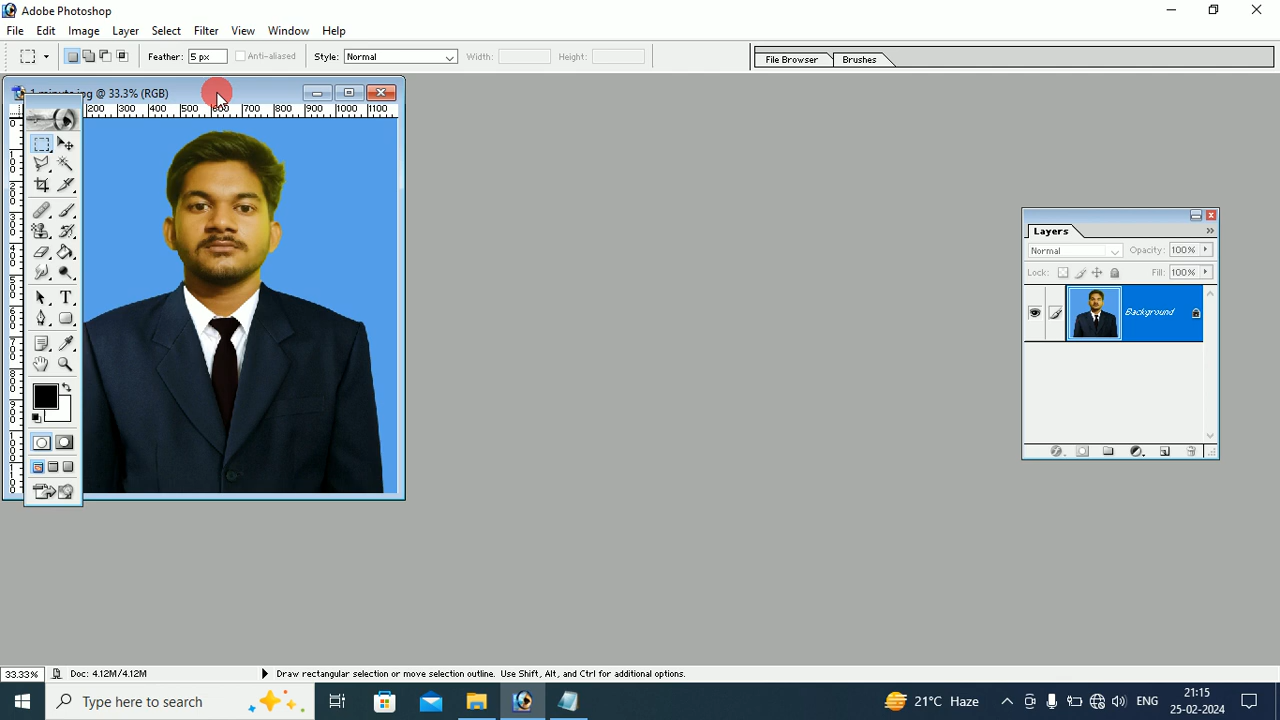 Adobe Photoshop
File Edit Image Layer Select Filter View Window Help
Feather: 5 px Anti-aliased Style: Normal Width: Height: File Browser Brushes
1 minute.jpg @ 33.3% (RGB)
200 300 400 500 600 700 800 900 1000 1100
Layers
Normal Opacity: 100%
Lock: Fill: 100%
Background
33.33% Doc: 4.12M/4.12M Draw rectangular selection or move selection outline. Use Shift, Alt, and Ctrl for additional options.
Type here to search 21°C Haze ENG 21:15
25-02-2024